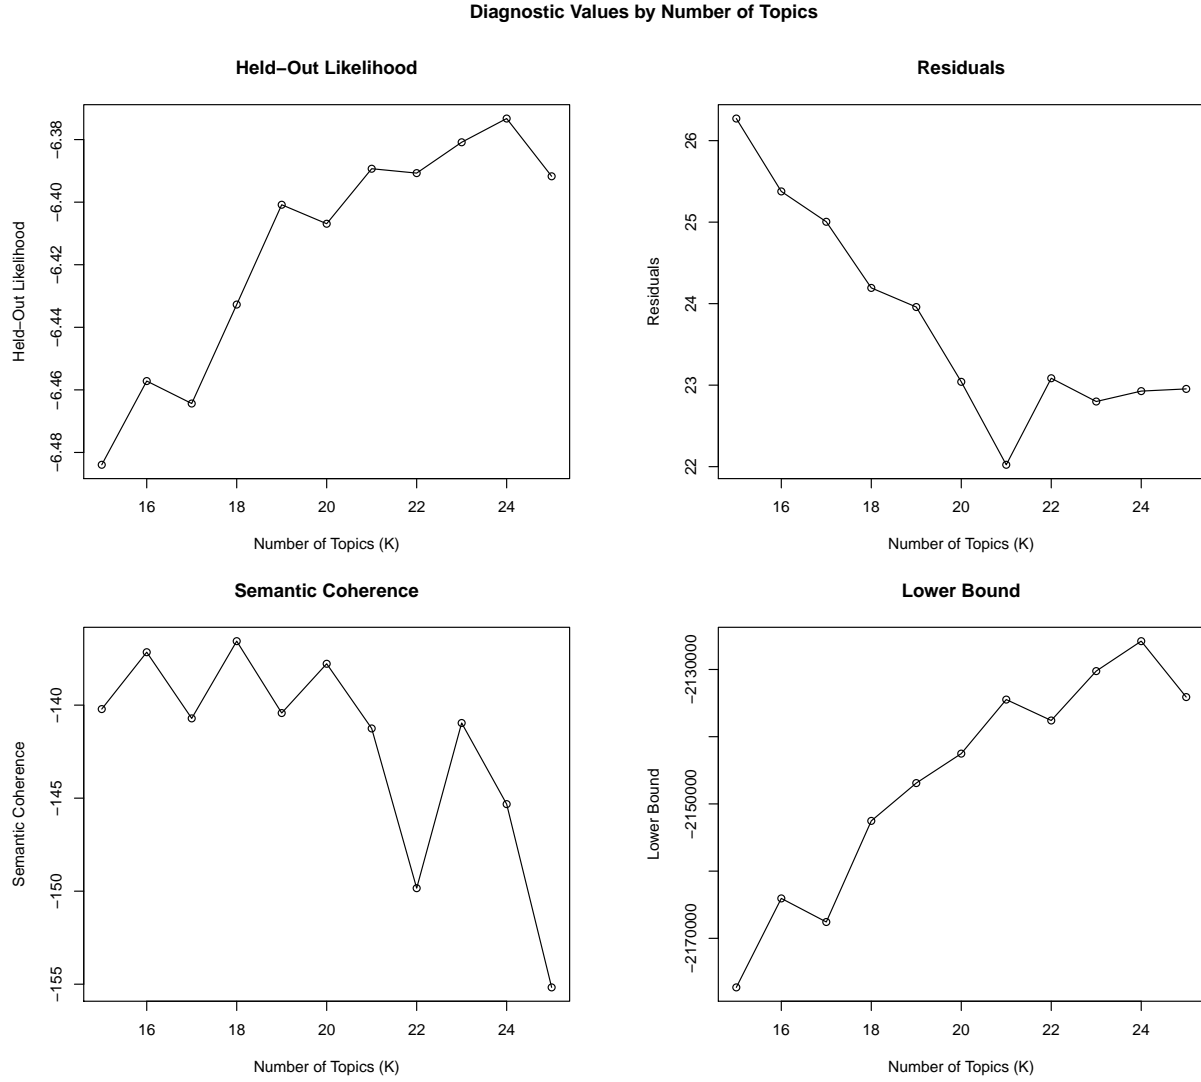 Diagnostic Values by Number of Topics
Held−Out Likelihood
Held−Out Likelihood
−6.38
−6.40
−6.42
−6.44
−6.46
−6.48
16 18 20 22 24
Number of Topics (K)
Residuals
Residuals
26
25
24
23
22
16 18 20 22 24
Number of Topics (K)
Semantic Coherence
Semantic Coherence
−140
−145
−150
−155
16 18 20 22 24
Number of Topics (K)
Lower Bound
Lower Bound
−2130000
−2150000
−2170000
16 18 20 22 24
Number of Topics (K)